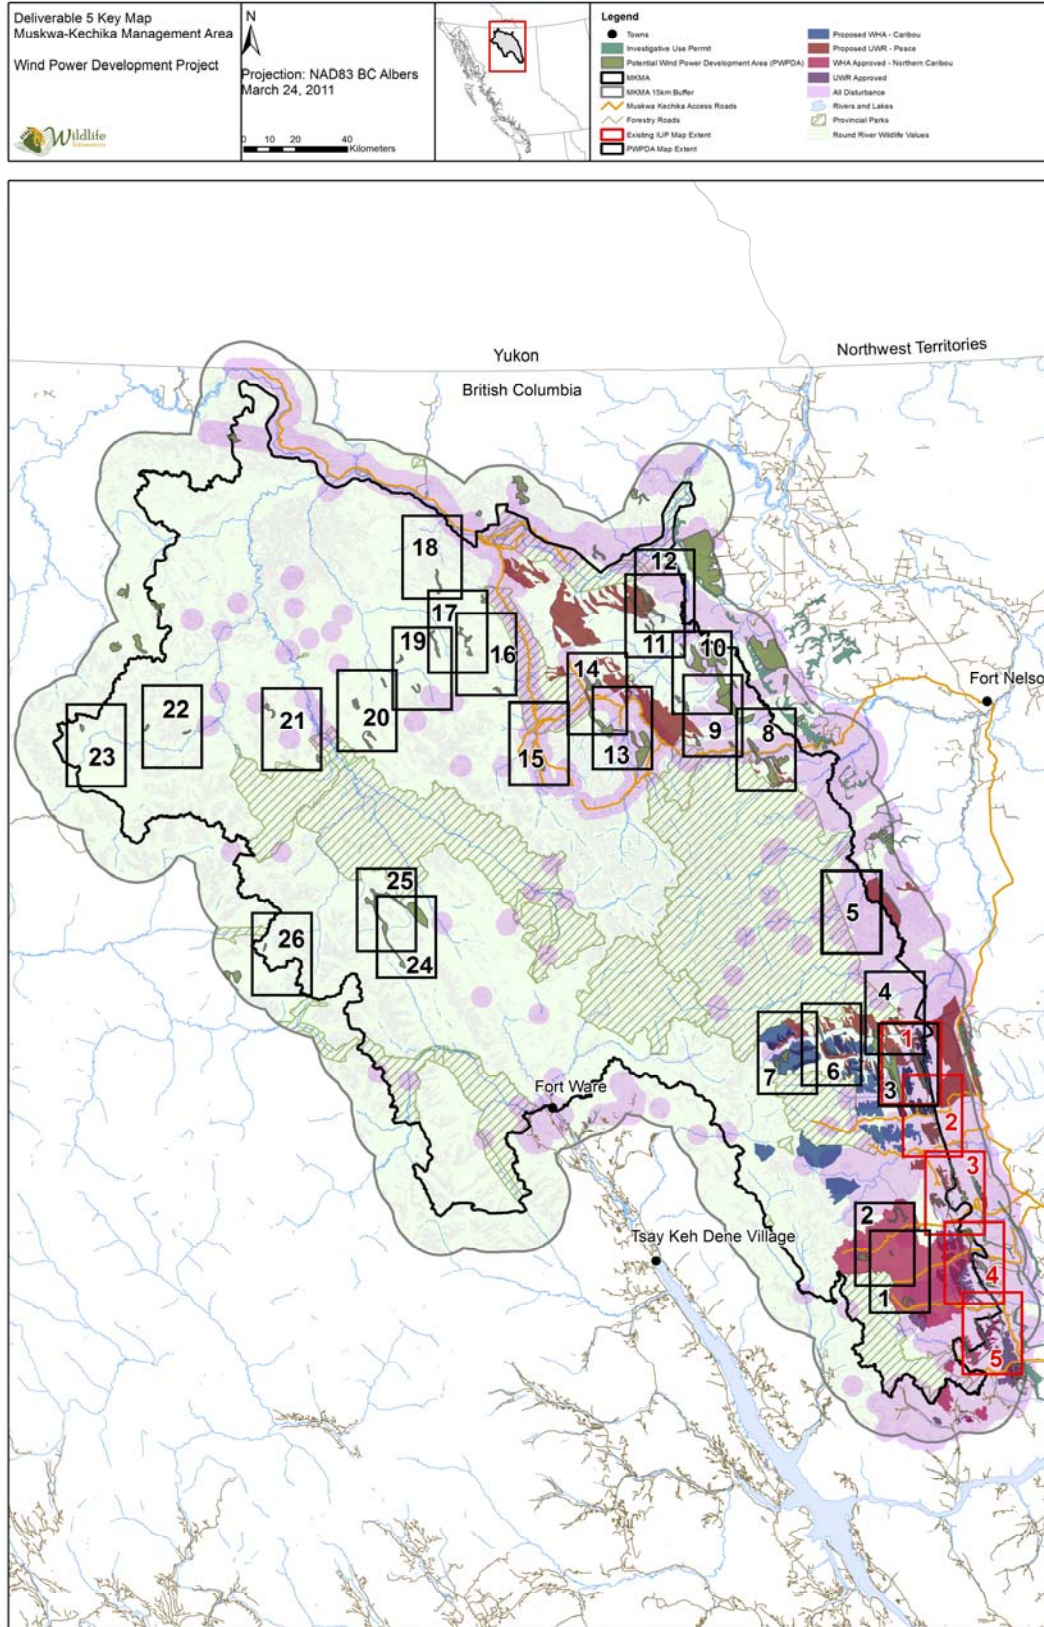 Deliverable 5 Key Map
Muskwa-Kechika Management Area
Wind Power Development Project
Wildlife
N
Projection: NAD83 BC Albers
March 24, 2011
0 10 20 40
Kilometers
Legend
Towns
Investigative Use Permit
Potential Wind Power Development Area (PWPDA)
MKMA
MKMA 15km Buffer
Muskwa Kechika Access Roads
Forestry Roads
Existing IUP Map Extent
PWPDA Map Extent
Proposed WHA - Caribou
Proposed UWR - Peace
WHA Approved - Northern Caribou
UWR Approved
All Disturbance
Rivers and Lakes
Provincial Parks
Round River Wildlife Values
Yukon
Northwest Territories
British Columbia
18
12
17
19
16
11
10
14
Fort Nelso
22
23
21
20
15
13
9
8
25
24
26
5
4
1
7
6
3
2
Fort Ware
3
2
1
Tsay Keh Dene Village
4
5